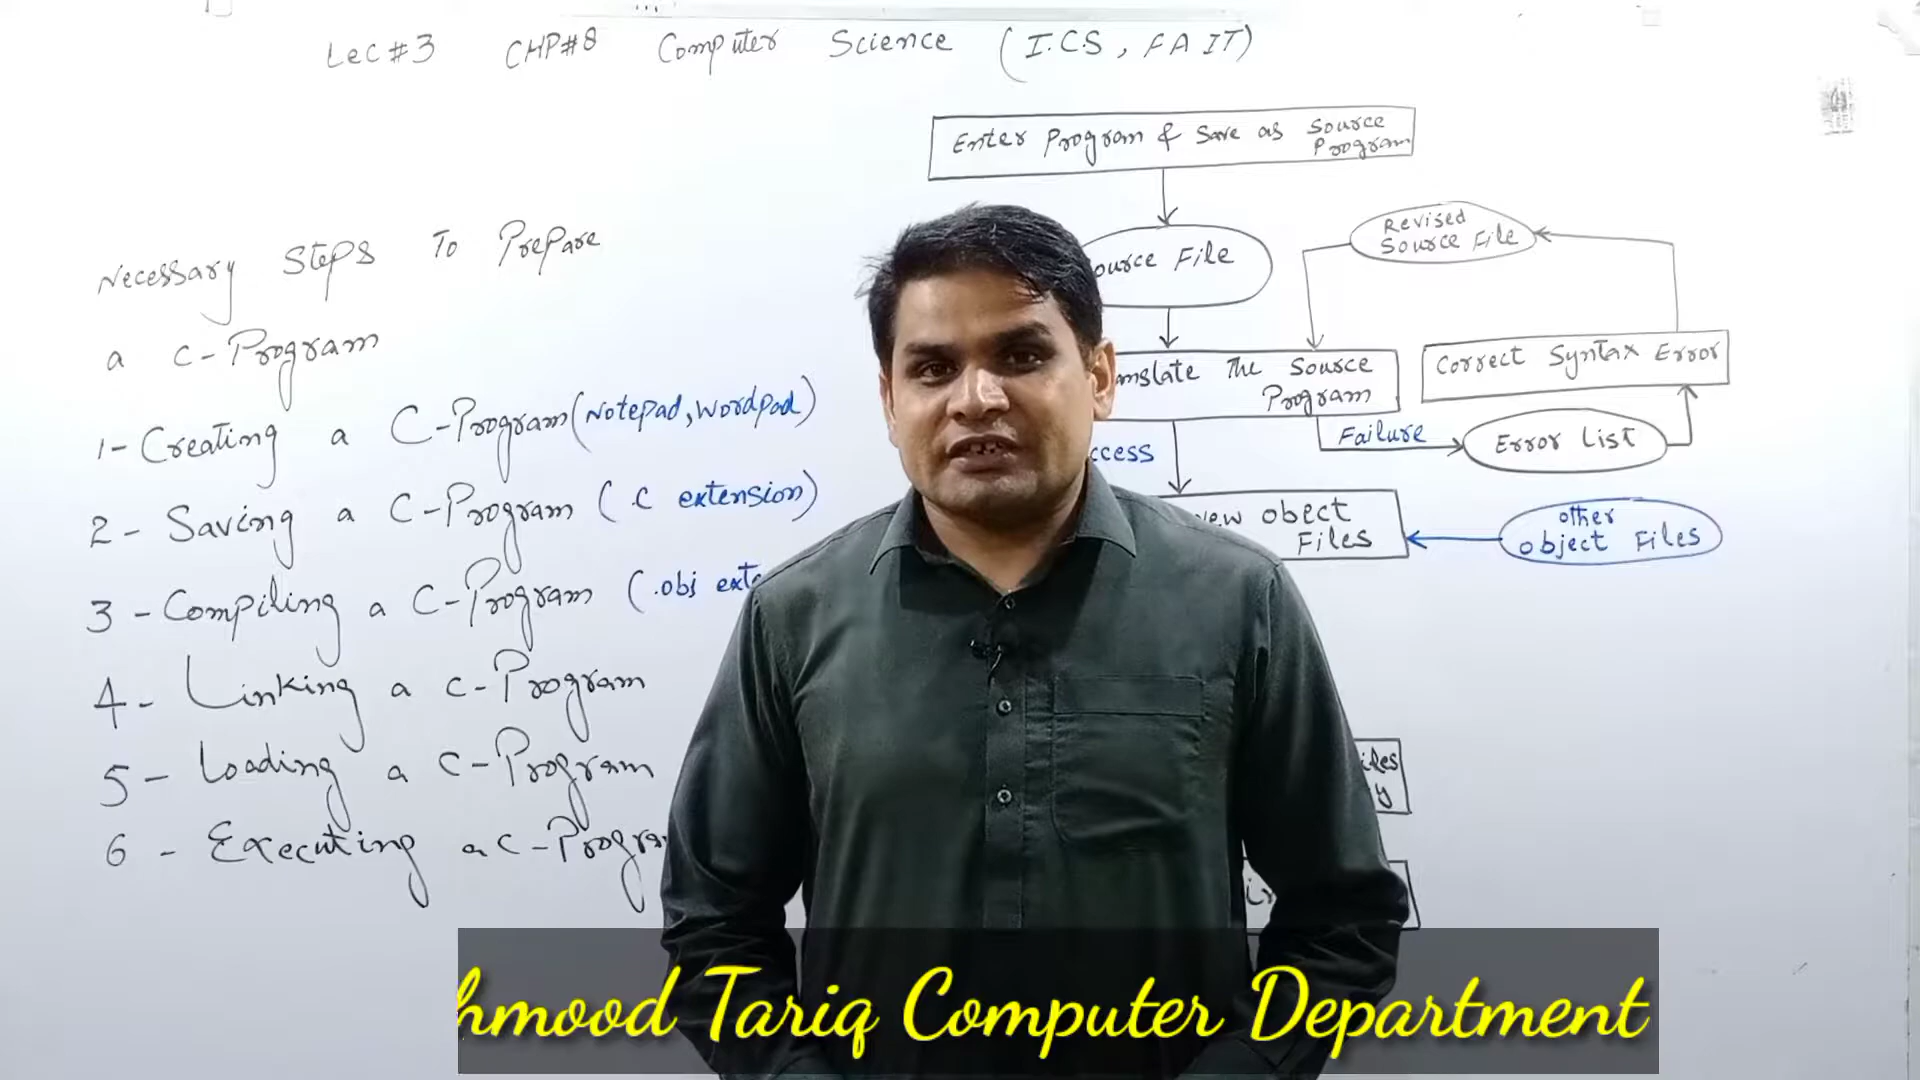 Lec#3 CHP#8 Computer Science (I.C.S, FA IT)
Necessary Steps To Prepare
a C-Program
1- Creating a C-Program (Notepad, Wordpad)
2- Saving a C-Program (.C extension)
3- Compiling a C-Program (.obj exte
4- Linking a C-Program
5- Loading a C-Program
6- Executing a C-Progra
Enter Program & Save as Source
Program
ource File
Revised
Source File
anslate The Source
Program
Correct Syntax Error
Failure
Error List
ccess
new obect
Files
other
object Files
iles
y
hmood Tariq Computer Department